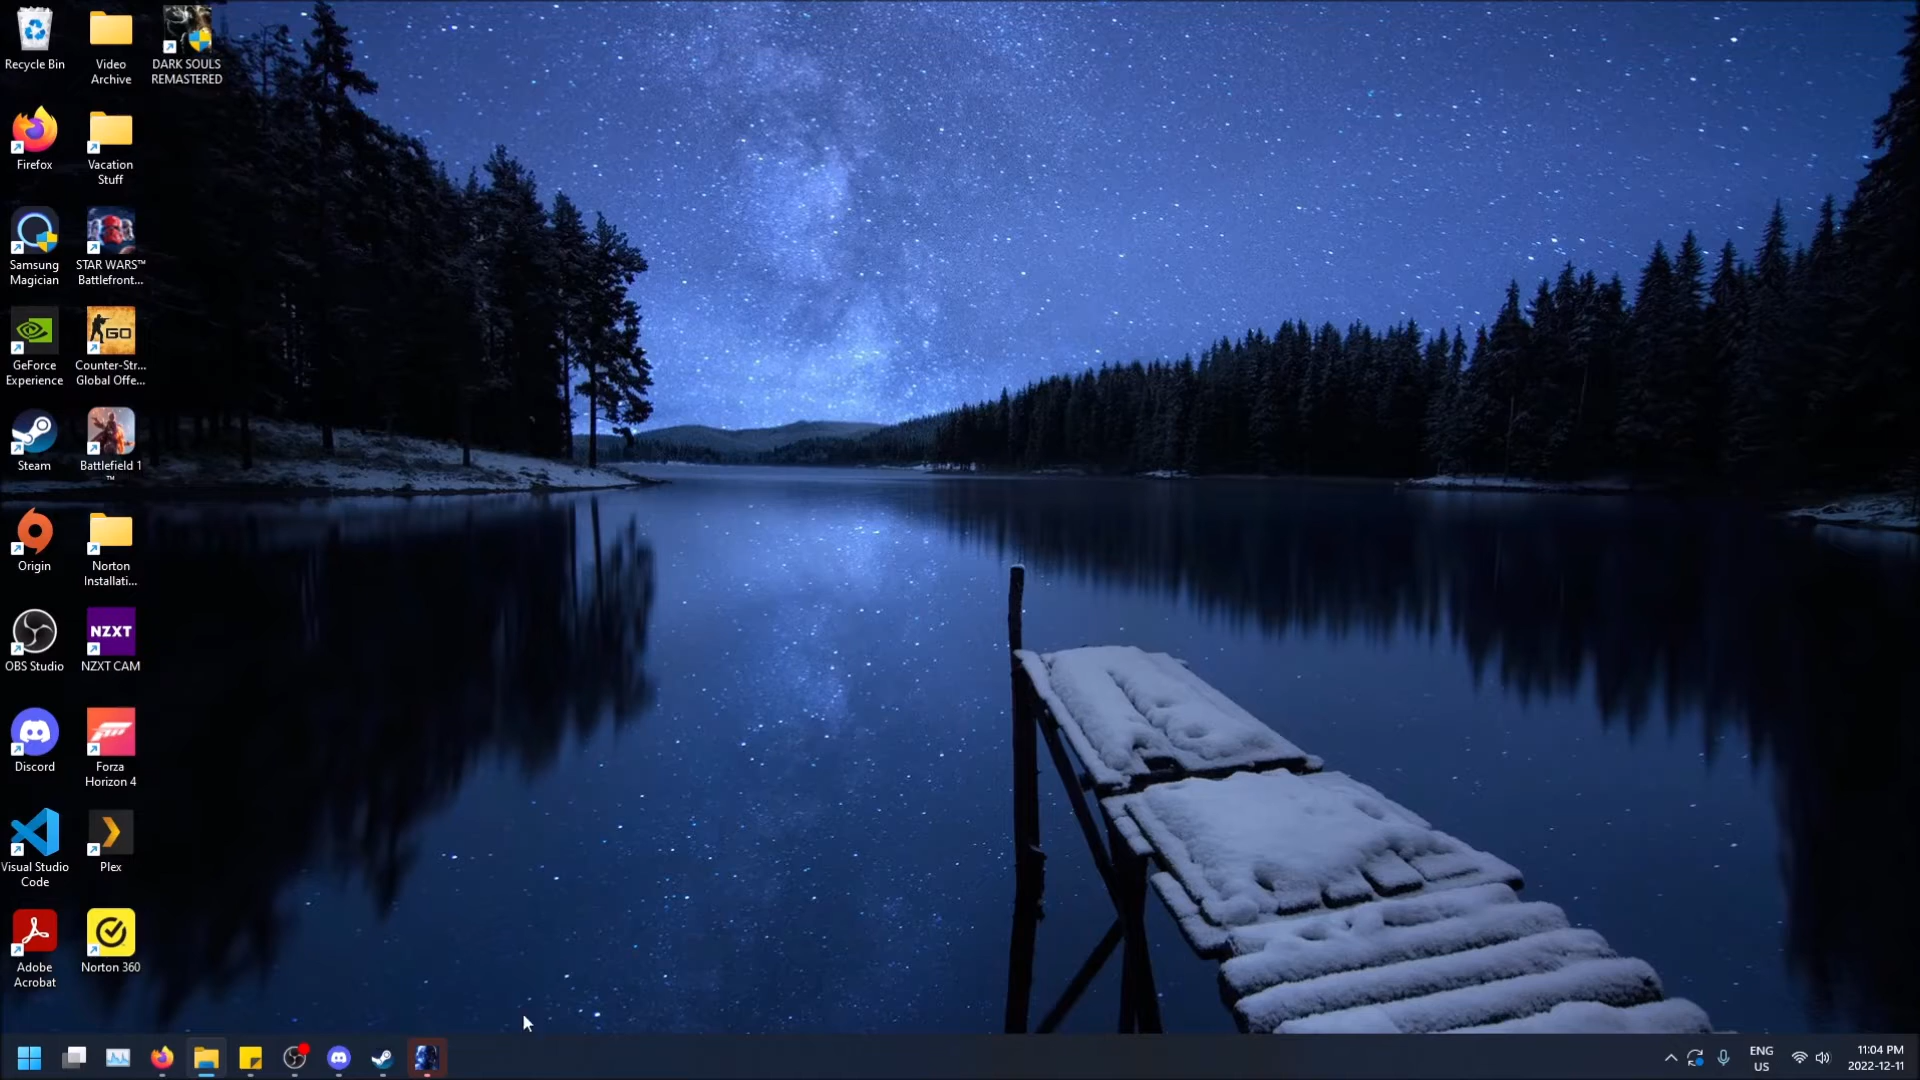 Recycle Bin
Video
Archive
DARK SOULS
REMASTERED
Firefox
Vacation
Stuff
Samsung
Magician
STAR WARS™
Battlefront...
GeForce
Experience
GO
Counter-Str...
Global Offe...
Steam
Battlefield 1
™
Origin
Norton
Installati...
OBS Studio
NZXT
NZXT CAM
Discord
Forza
Horizon 4
Visual Studio
Code
Plex
Adobe
Acrobat
Norton 360
ENG
US
11:04 PM
2022-12-11